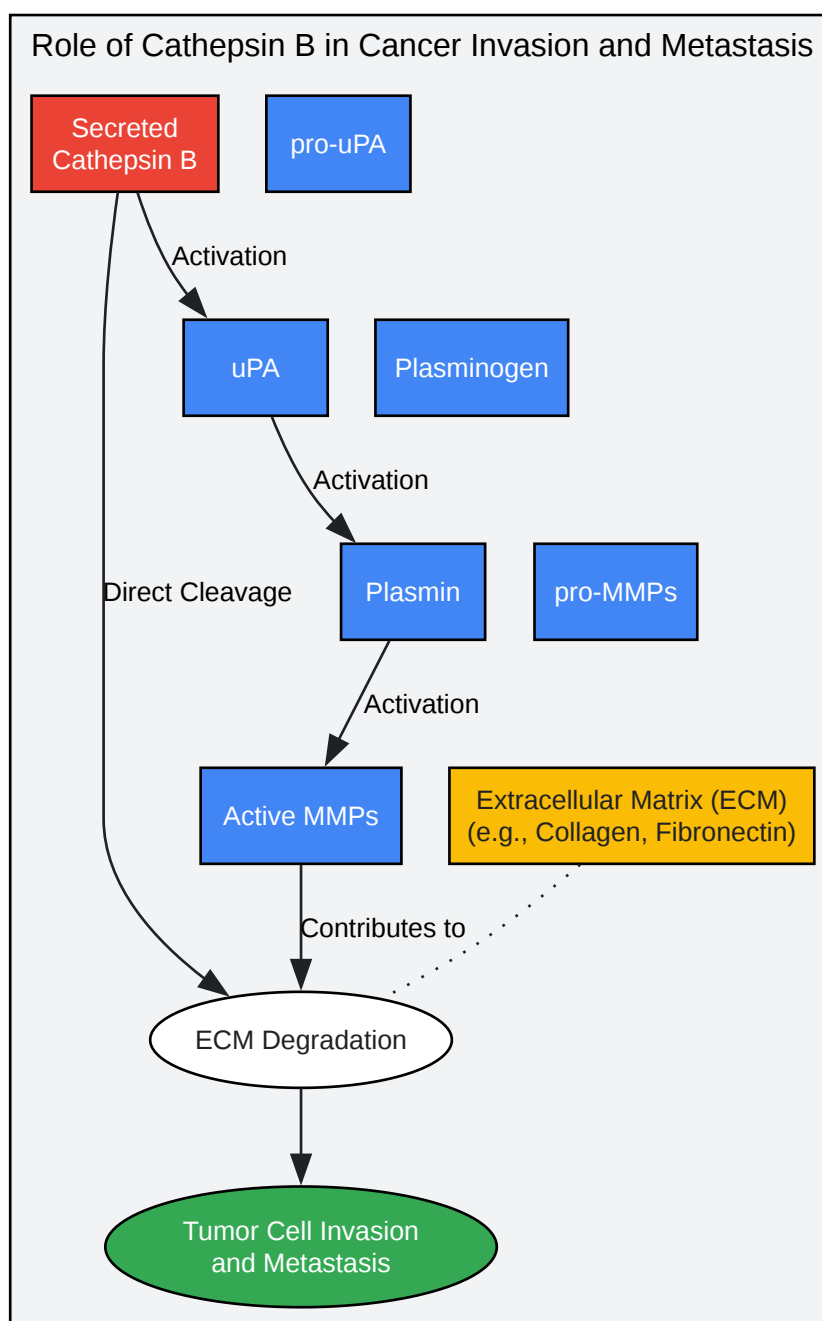 Role of Cathepsin B in Cancer Invasion and Metastasis
Secreted
Cathepsin B
pro-uPA
Activation
uPA
Plasminogen
Activation
Direct Cleavage
Plasmin
pro-MMPs
Activation
Active MMPs
Extracellular Matrix (ECM)
(e.g., Collagen, Fibronectin)
Contributes to
ECM Degradation
Tumor Cell Invasion
and Metastasis